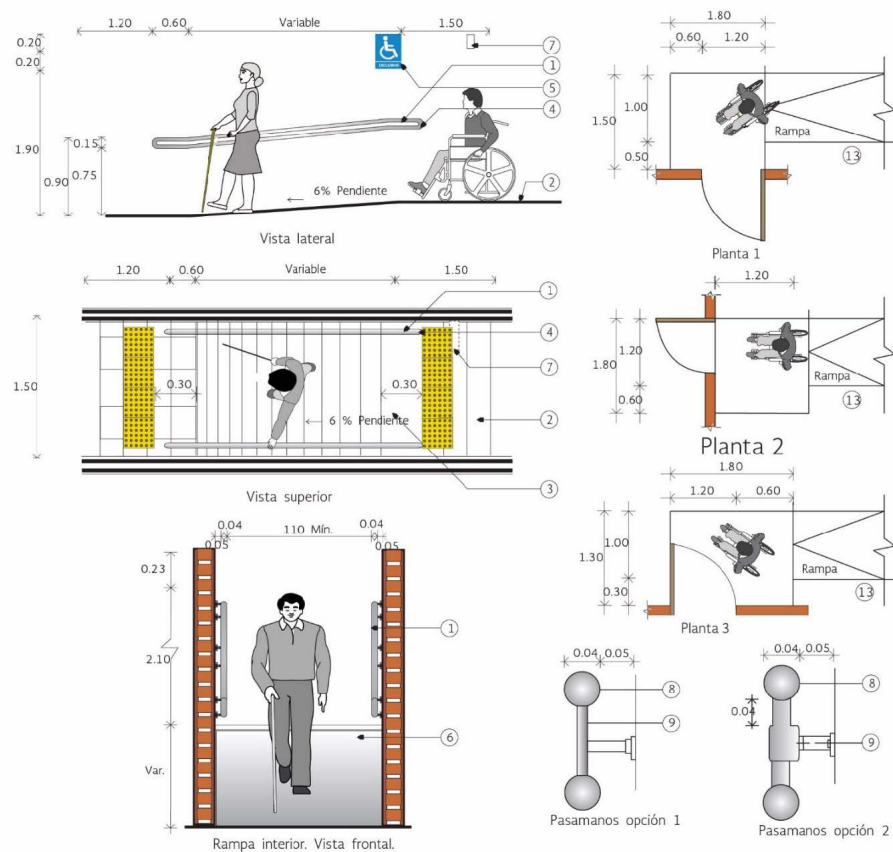 1.20 0.60 Variable 1.50
0.20
0.20
1.90
0.90
0.15
0.75
7
1
5
4
2
6% Pendiente
Vista lateral
1.20 0.60 Variable 1.50
1.50
0.30
0.30
6 % Pendiente
1
4
7
2
3
Vista superior
0.04 110 Mín. 0.04
0.05 0.05
0.23
2.10
Var.
1
6
Rampa interior. Vista frontal.
1.80
0.60 1.20
1.50
1.00
0.50
Rampa
13
Planta 1
1.20
1.80
1.20
0.60
Rampa
13
Planta 2
1.80
1.20 0.60
1.30
1.00
0.30
Rampa
13
Planta 3
0.04 0.05
8
9
Pasamanos opción 1
0.04 0.05
0.04
8
9
Pasamanos opción 2